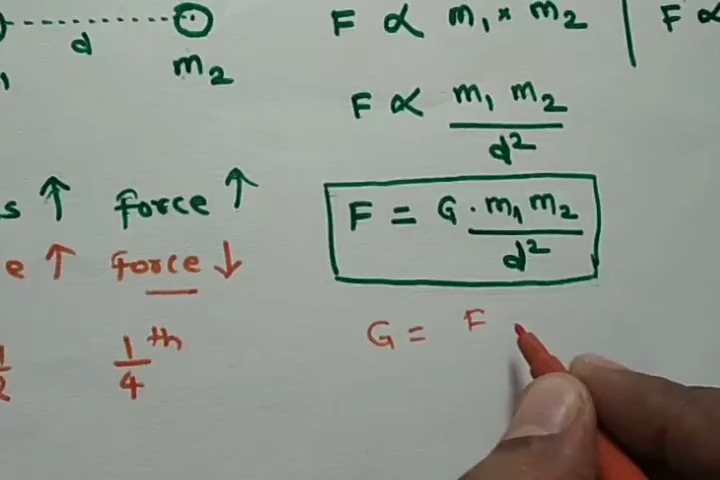 d
m₂
F ∝ m₁ × m₂ | F ∝
F ∝ m₁ m₂ / d²
s ↑ force ↑
F = G · m₁ m₂ / d²
e ↑ force ↓
G = F
1/4 th